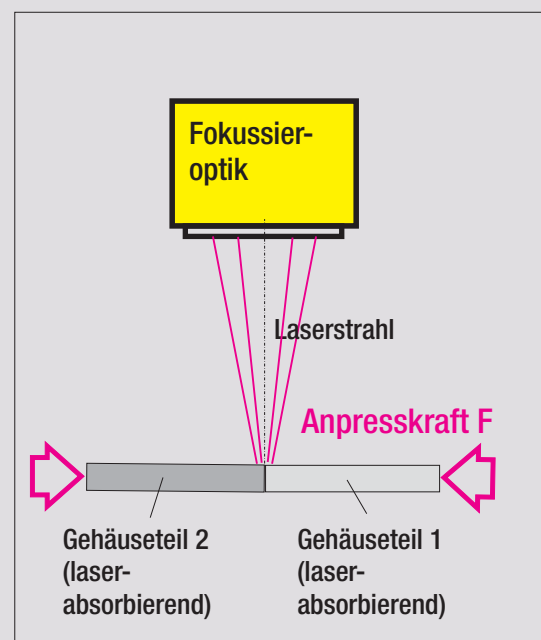 Fokussier-
optik
Laserstrahl
Anpresskraft F
Gehäuseteil 2
(laser-
absorbierend)
Gehäuseteil 1
(laser-
absorbierend)